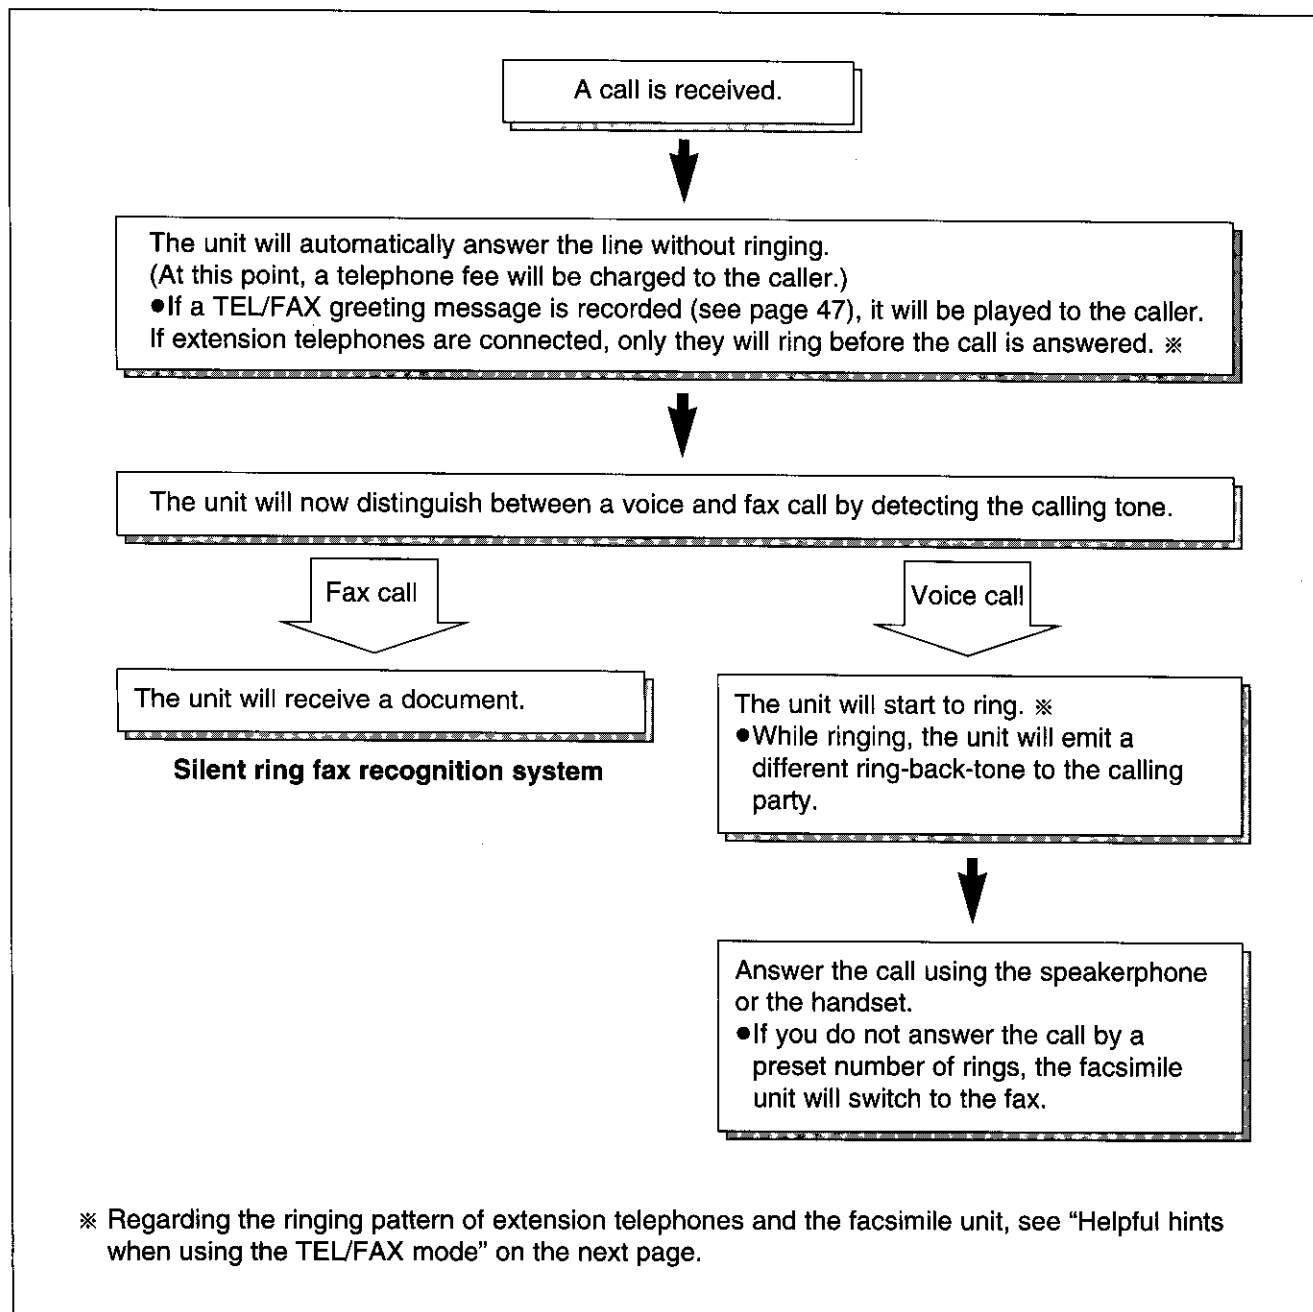 A call is received.
The unit will automatically answer the line without ringing.
(At this point, a telephone fee will be charged to the caller.)
●If a TEL/FAX greeting message is recorded (see page 47), it will be played to the caller.
If extension telephones are connected, only they will ring before the call is answered. ※
The unit will now distinguish between a voice and fax call by detecting the calling tone.
Fax call
The unit will receive a document.
Silent ring fax recognition system
Voice call
The unit will start to ring. ※
●While ringing, the unit will emit a
different ring-back-tone to the calling
party.
Answer the call using the speakerphone
or the handset.
●If you do not answer the call by a
preset number of rings, the facsimile
unit will switch to the fax.
※ Regarding the ringing pattern of extension telephones and the facsimile unit, see “Helpful hints
when using the TEL/FAX mode” on the next page.